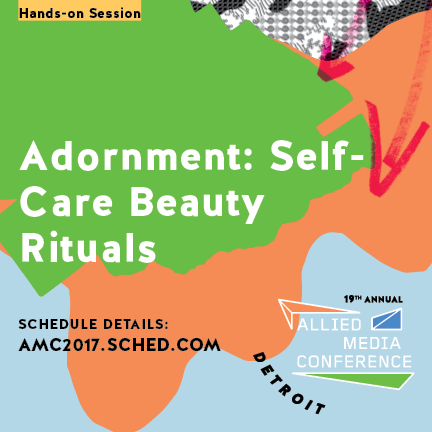 Hands-on Session
Adornment: Self-
Care Beauty
Rituals
SCHEDULE DETAILS:
AMC2017.SCHED.COM
19TH ANNUAL
ALLIED
MEDIA
CONFERENCE
DETROIT